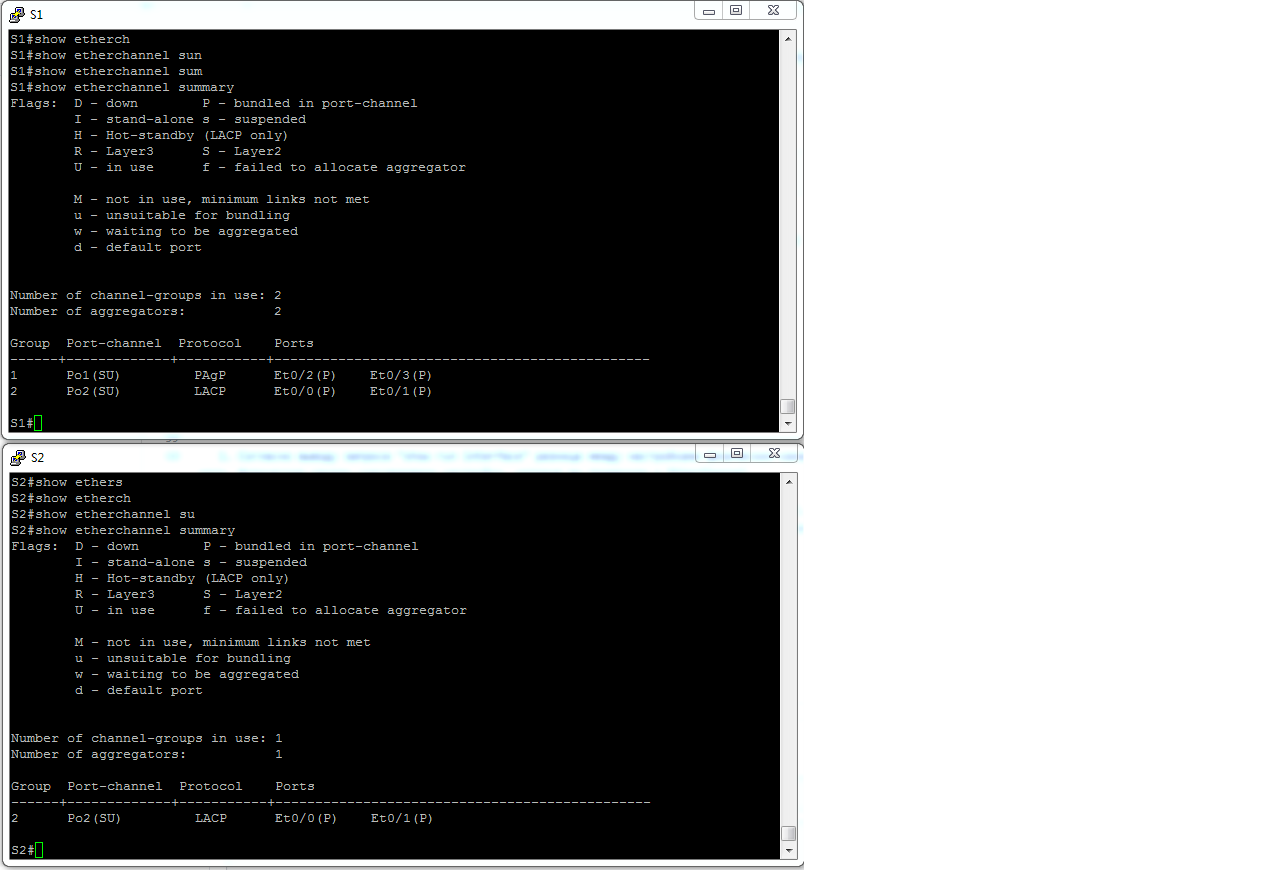 S1
S1#show etherch
S1#show etherchannel sun
S1#show etherchannel sum
S1#show etherchannel summary
Flags:  D - down        P - bundled in port-channel
        I - stand-alone s - suspended
        H - Hot-standby (LACP only)
        R - Layer3      S - Layer2
        U - in use      f - failed to allocate aggregator
        M - not in use, minimum links not met
        u - unsuitable for bundling
        w - waiting to be aggregated
        d - default port
Number of channel-groups in use: 2
Number of aggregators:           2
Group  Port-channel  Protocol    Ports
------+-------------+-----------+-----------------------------------------------
1      Po1(SU)         PAgP      Et0/2(P)    Et0/3(P)
2      Po2(SU)         LACP      Et0/0(P)    Et0/1(P)
S1#
S2
S2#show ethers
S2#show etherch
S2#show etherchannel su
S2#show etherchannel summary
Flags:  D - down        P - bundled in port-channel
        I - stand-alone s - suspended
        H - Hot-standby (LACP only)
        R - Layer3      S - Layer2
        U - in use      f - failed to allocate aggregator
        M - not in use, minimum links not met
        u - unsuitable for bundling
        w - waiting to be aggregated
        d - default port
Number of channel-groups in use: 1
Number of aggregators:           1
Group  Port-channel  Protocol    Ports
------+-------------+-----------+-----------------------------------------------
2      Po2(SU)         LACP      Et0/0(P)    Et0/1(P)
S2#